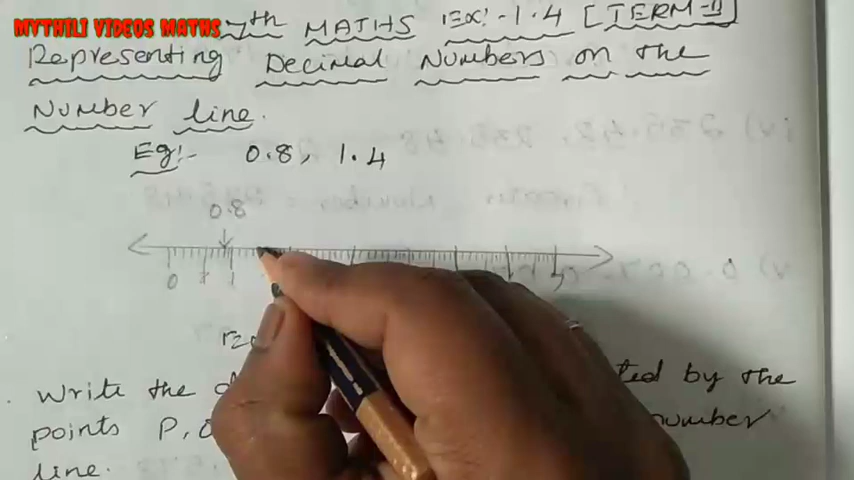 MYTHILI VIDEOS MATHS 7th MATHS Ex:- 1.4 [TERM-II]
Representing Decimal Numbers on the
Number line.
Eg:- 0.8, 1.4
0.8
0 1
Write the by the
points P, number
line.